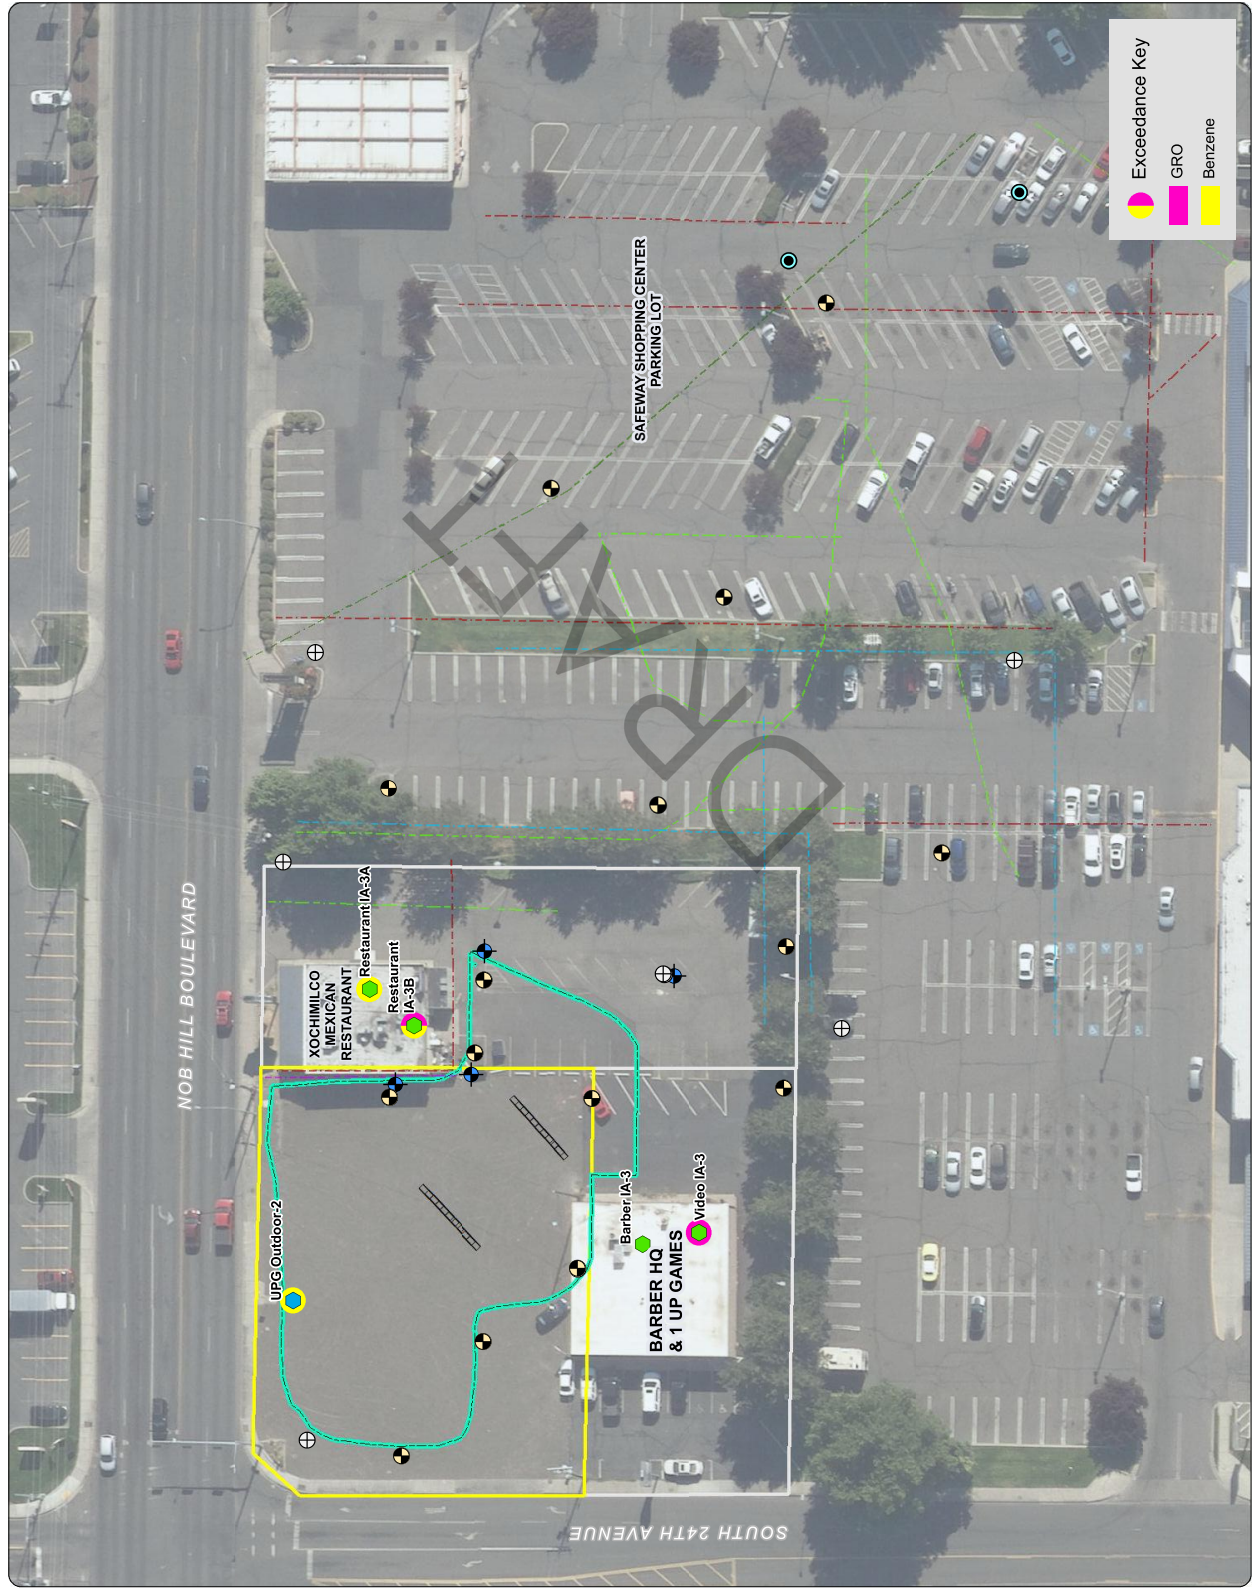 Exceedance Key
GRO
Benzene
NOB HILL BOULEVARD
SAFEWAY SHOPPING CENTER
PARKING LOT
DRAFT
XOCHIMILCO
MEXICAN
RESTAURANT
Restaurant IA-3A
Restaurant
IA-3B
UPG Outdoor-2
Barber IA-3
Video IA-3
BARBER HQ
& 1 UP GAMES
SOUTH 24TH AVENUE